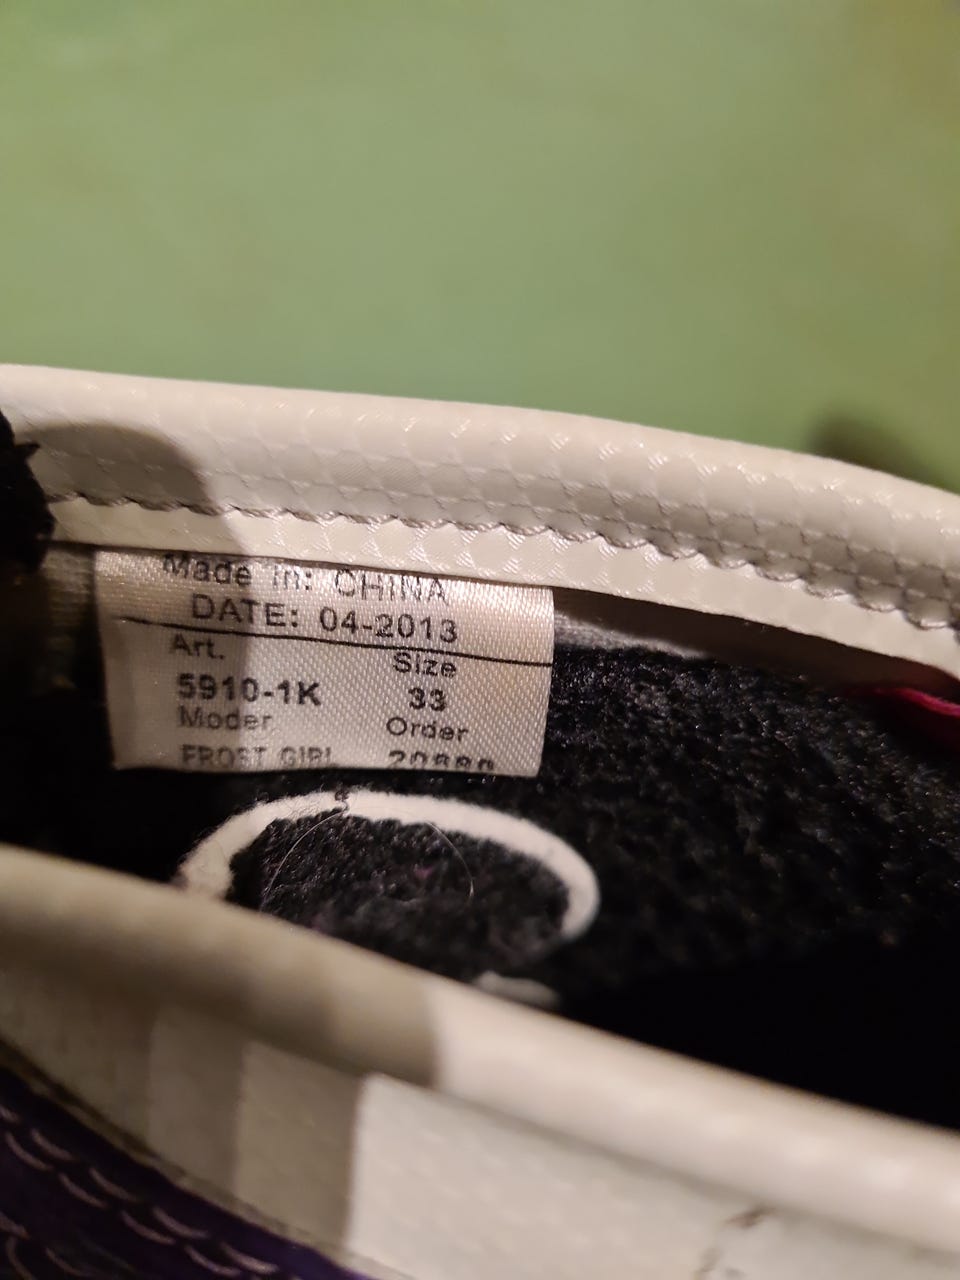 Made in: CHINA
DATE: 04-2013
Art. Size
5910-1K 33
Moder Order
FROST GIRL